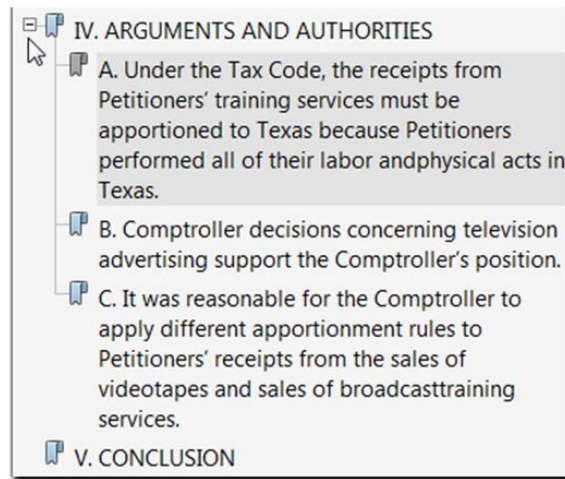 IV. ARGUMENTS AND AUTHORITIES
A. Under the Tax Code, the receipts from
Petitioners' training services must be
apportioned to Texas because Petitioners
performed all of their labor andphysical acts in
Texas.
B. Comptroller decisions concerning television
advertising support the Comptroller's position.
C. It was reasonable for the Comptroller to
apply different apportionment rules to
Petitioners' receipts from the sales of
videotapes and sales of broadcasttraining
services.
V. CONCLUSION